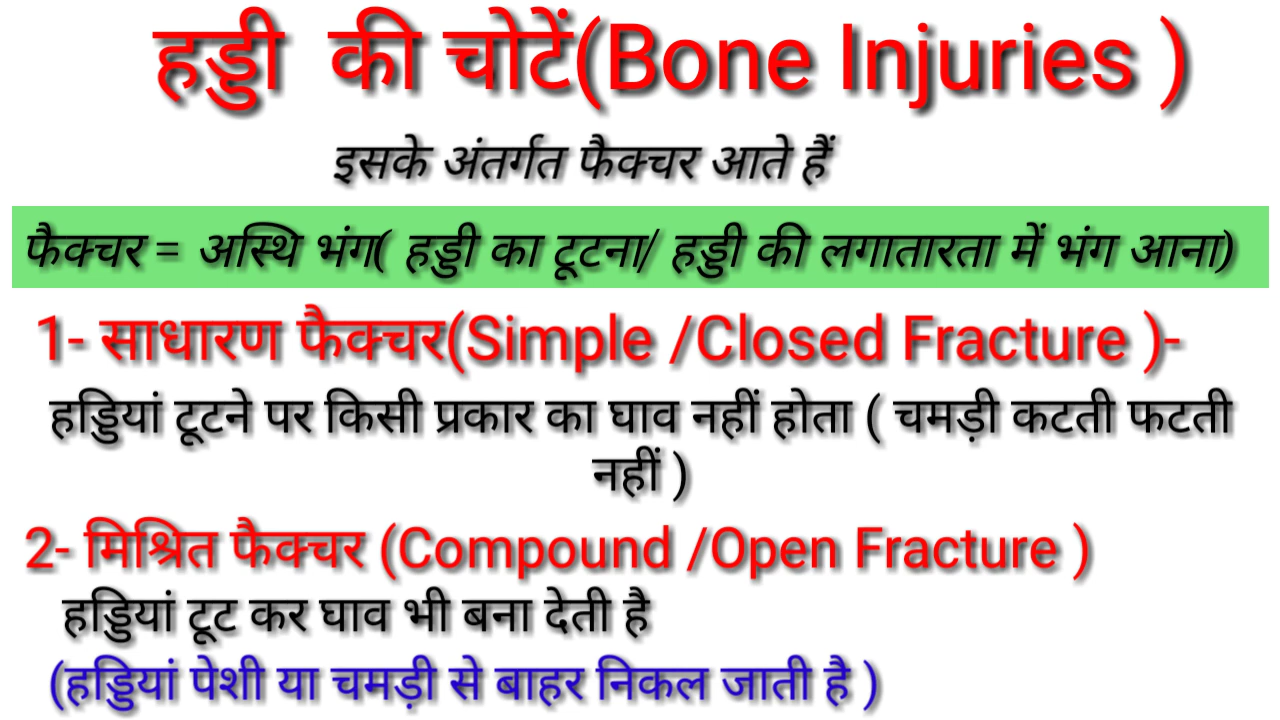 हड्डी की चोटें(Bone Injuries )
इसके अंतर्गत फैक्चर आते हैं
फैक्चर = अस्थि भंग( हड्डी का टूटना/ हड्डी की लगातारता में भंग आना)
1- साधारण फैक्चर(Simple /Closed Fracture )-
हड्डियां टूटने पर किसी प्रकार का घाव नहीं होता ( चमड़ी कटती फटती
नहीं )
2- मिश्रित फैक्चर (Compound /Open Fracture )
हड्डियां टूट कर घाव भी बना देती है
(हड्डियां पेशी या चमड़ी से बाहर निकल जाती है )